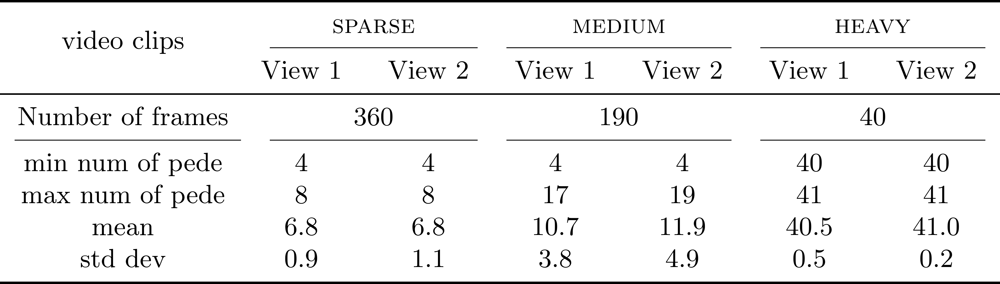 video clips SPARSE MEDIUM HEAVY
View 1 View 2 View 1 View 2 View 1 View 2
Number of frames 360 190 40
min num of pede 4 4 4 4 40 40
max num of pede 8 8 17 19 41 41
mean 6.8 6.8 10.7 11.9 40.5 41.0
std dev 0.9 1.1 3.8 4.9 0.5 0.2